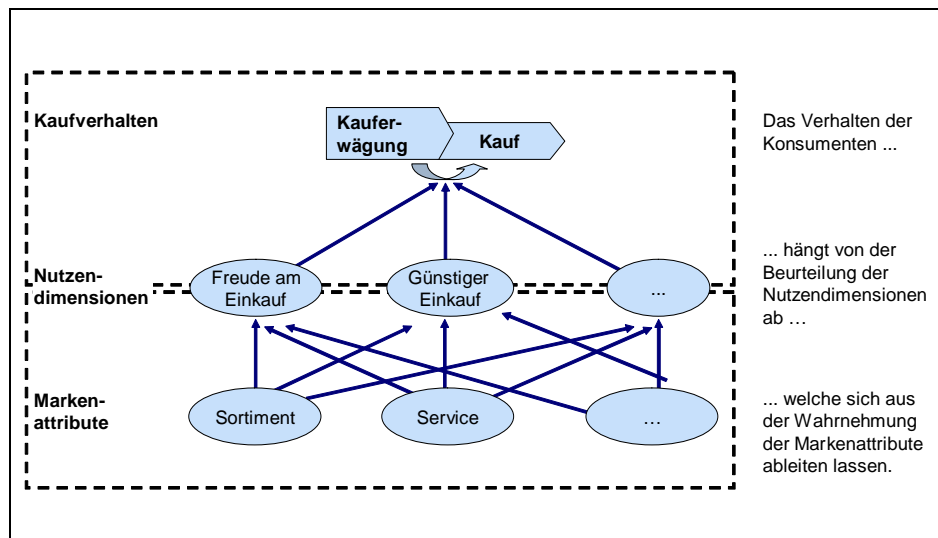 Kaufverhalten
Kaufer-
wägung
Kauf
Das Verhalten der
Konsumenten ...
Nutzen-
dimensionen
Freude am
Einkauf
Günstiger
Einkauf
...
... hängt von der
Beurteilung der
Nutzendimensionen
ab …
Marken-
attribute
Sortiment
Service
…
... welche sich aus
der Wahrnehmung
der Markenattribute
ableiten lassen.